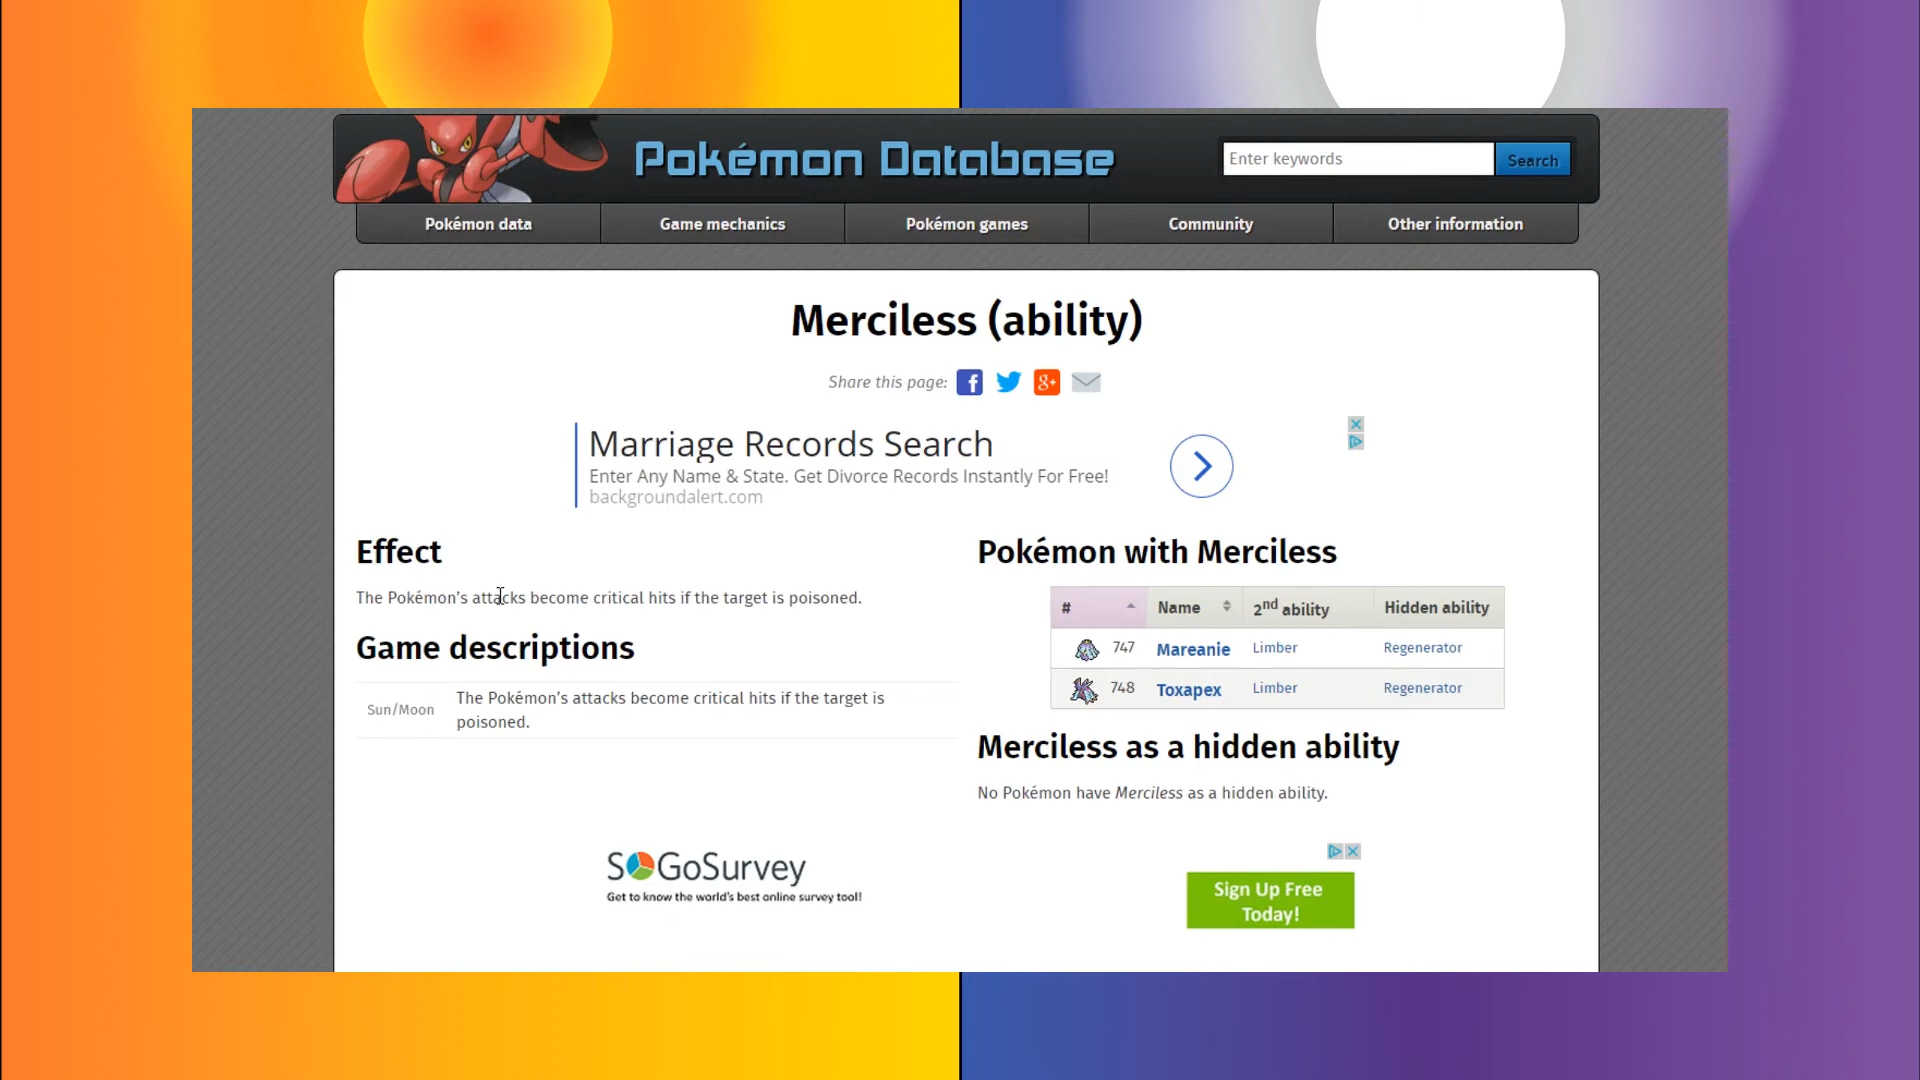 Pokémon Database
Enter keywords
Search
Pokémon data
Game mechanics
Pokémon games
Community
Other information
Merciless (ability)
Share this page:
f
g+
Marriage Records Search
Enter Any Name & State. Get Divorce Records Instantly For Free!
backgroundalert.com
Effect
The Pokémon's attacks become critical hits if the target is poisoned.
Game descriptions
Sun/Moon
The Pokémon's attacks become critical hits if the target is
poisoned.
Pokémon with Merciless
# Name 2nd ability Hidden ability
747 Mareanie Limber Regenerator
748 Toxapex Limber Regenerator
Merciless as a hidden ability
No Pokémon have Merciless as a hidden ability.
SoGoSurvey
Get to know the world's best online survey tool!
Sign Up Free
Today!